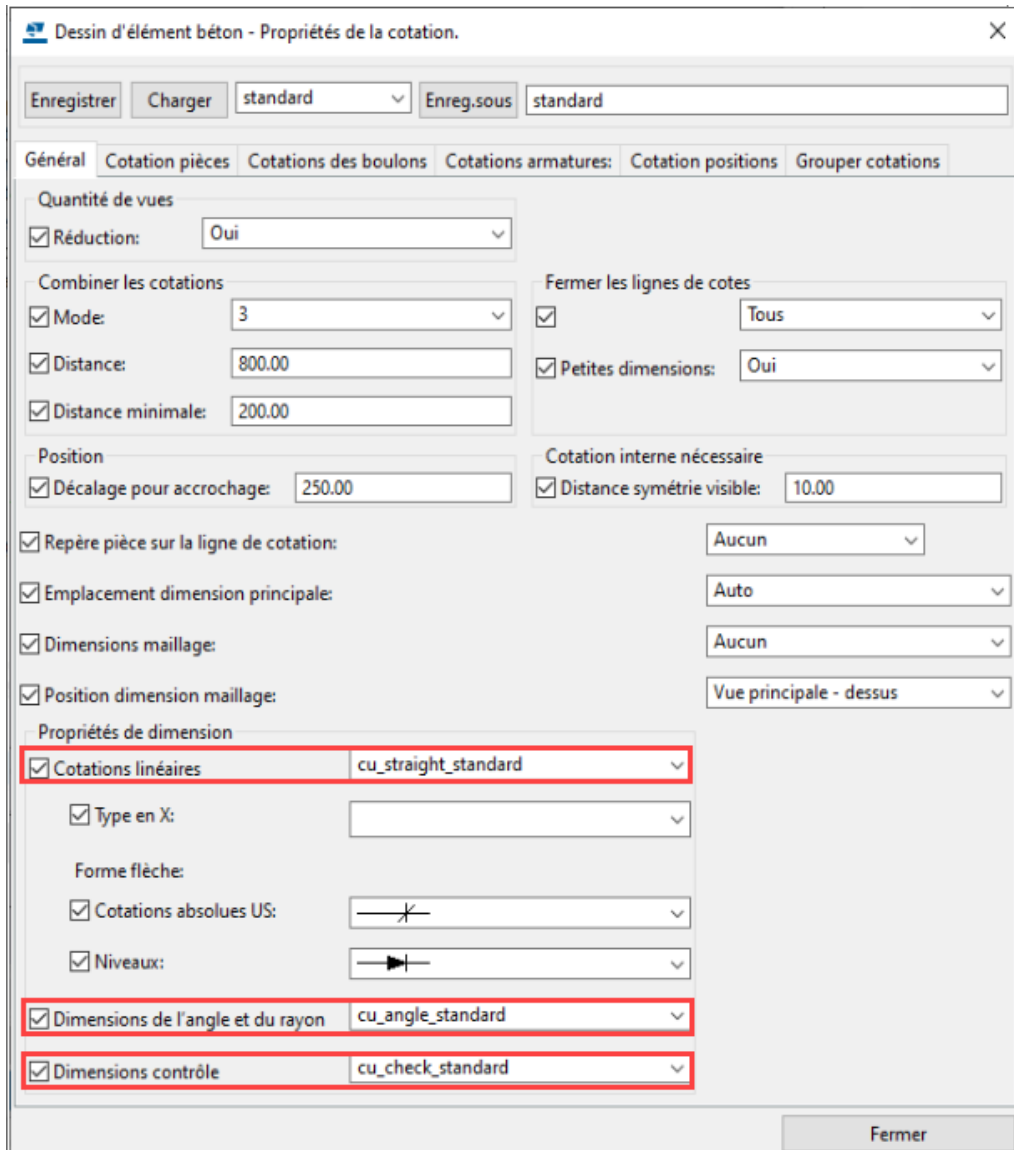 Dessin d'élément béton - Propriétés de la cotation.
Enregistrer Charger standard Enreg.sous standard
Général Cotation pièces Cotations des boulons Cotations armatures: Cotation positions Grouper cotations
Quantité de vues
Réduction: Oui
Combiner les cotations Fermer les lignes de cotes
Mode: 3 Tous
Distance: 800.00 Petites dimensions: Oui
Distance minimale: 200.00
Position Cotation interne nécessaire
Décalage pour accrochage: 250.00 Distance symétrie visible: 10.00
Repère pièce sur la ligne de cotation: Aucun
Emplacement dimension principale: Auto
Dimensions maillage: Aucun
Position dimension maillage: Vue principale - dessus
Propriétés de dimension
Cotations linéaires cu_straight_standard
Type en X:
Forme flèche:
Cotations absolues US:
Niveaux:
Dimensions de l'angle et du rayon cu_angle_standard
Dimensions contrôle cu_check_standard
Fermer